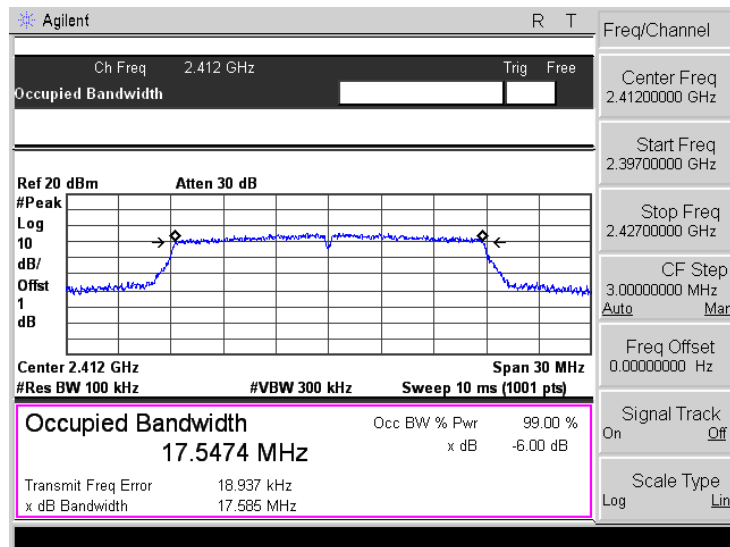 Agilent R T
Ch Freq 2.412 GHz Trig Free
Occupied Bandwidth
Ref 20 dBm Atten 30 dB
#Peak
Log
10
dB/
Offst
1
dB
Center 2.412 GHz Span 30 MHz
#Res BW 100 kHz #VBW 300 kHz Sweep 10 ms (1001 pts)
Occupied Bandwidth
17.5474 MHz
Occ BW % Pwr 99.00 %
x dB -6.00 dB
Transmit Freq Error 18.937 kHz
x dB Bandwidth 17.585 MHz
Freq/Channel
Center Freq
2.41200000 GHz
Start Freq
2.39700000 GHz
Stop Freq
2.42700000 GHz
CF Step
3.00000000 MHz
Auto Man
Freq Offset
0.00000000 Hz
Signal Track
On Off
Scale Type
Log Lin